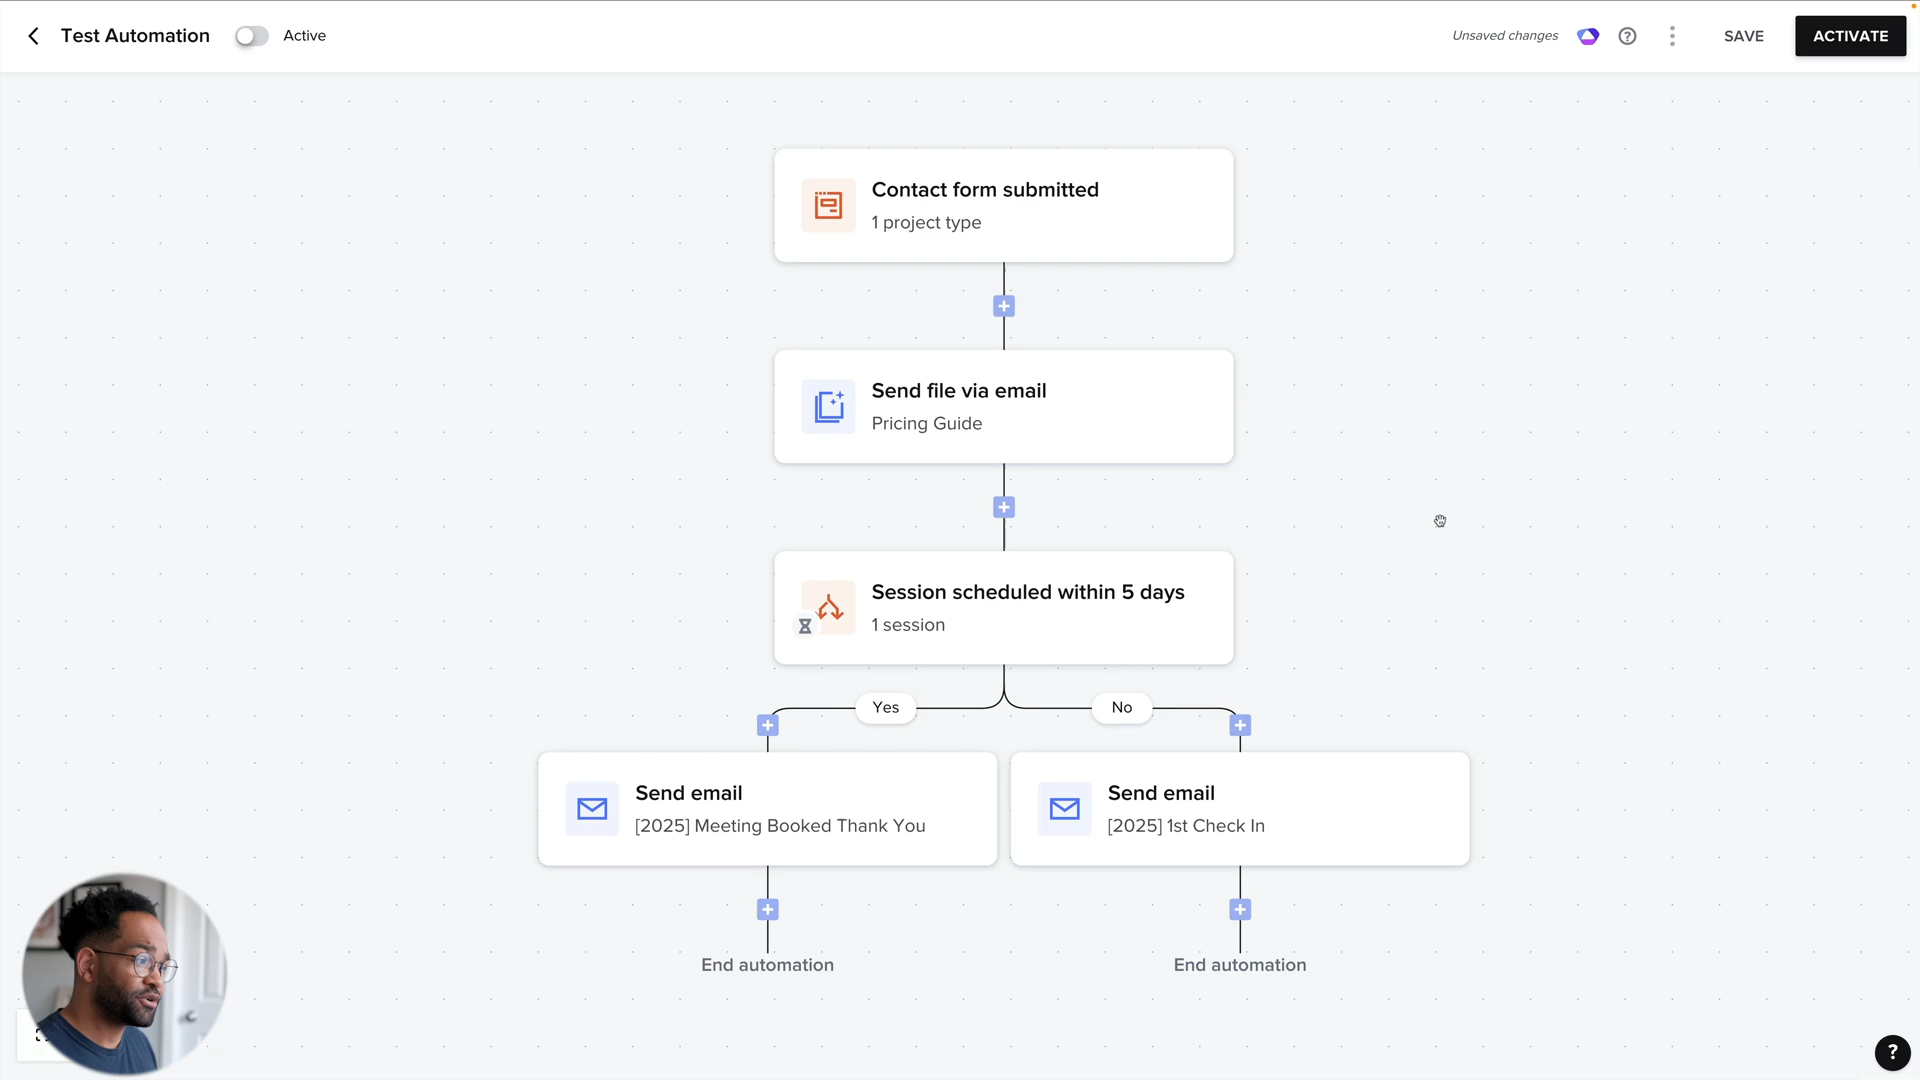 Test Automation
Active
Unsaved changes
SAVE
ACTIVATE
Contact form submitted
1 project type
Send file via email
Pricing Guide
Session scheduled within 5 days
1 session
Yes
No
Send email
[2025] Meeting Booked Thank You
Send email
[2025] 1st Check In
End automation
End automation